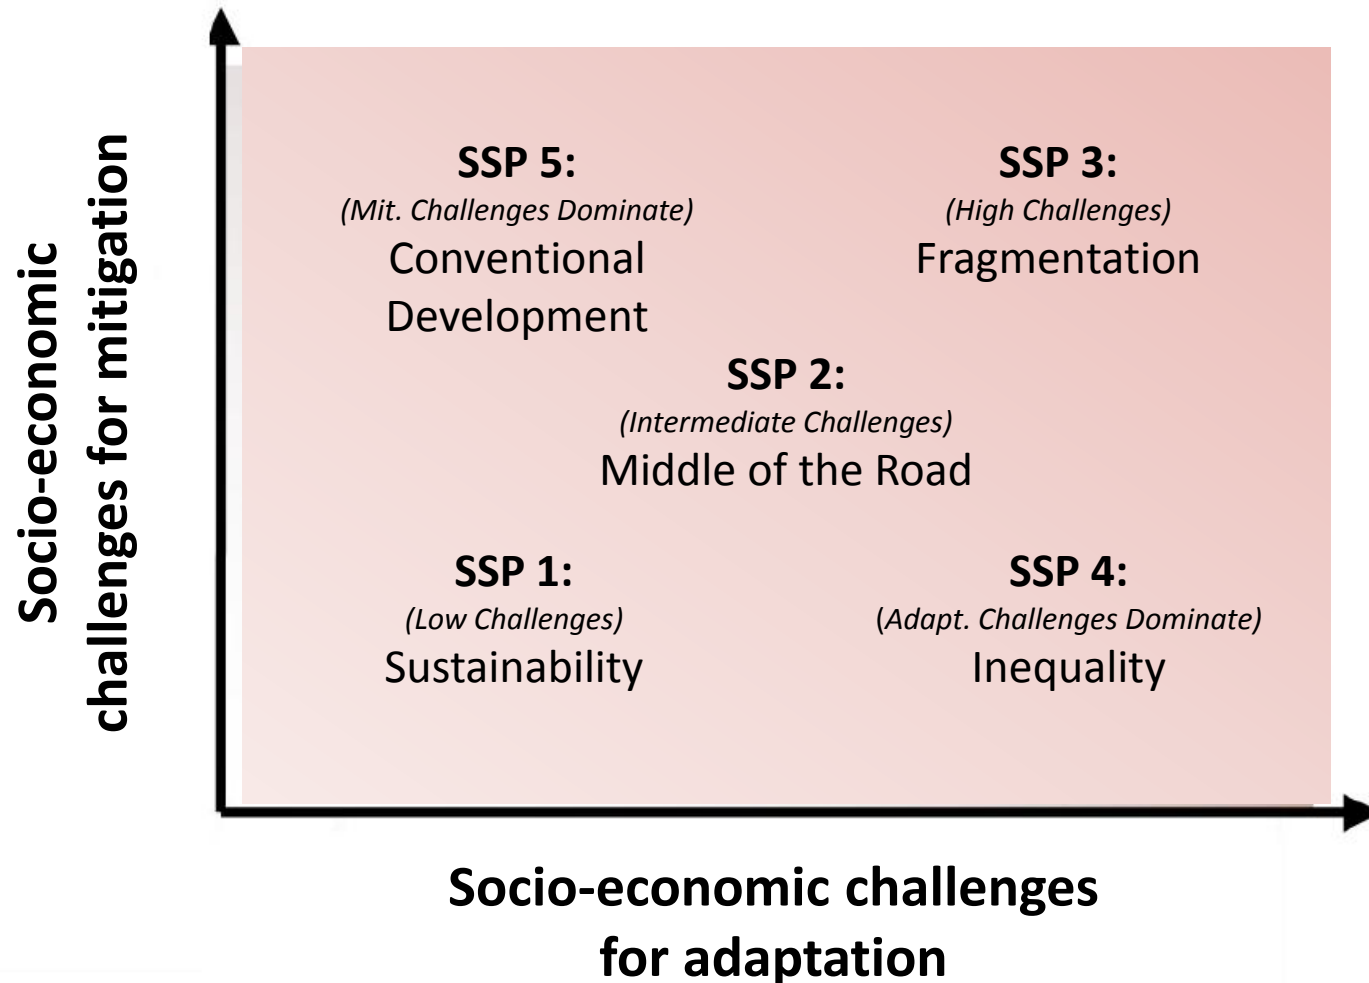 Socio-economic
challenges for mitigation
SSP 5:
(Mit. Challenges Dominate)
Conventional
Development
SSP 3:
(High Challenges)
Fragmentation
SSP 2:
(Intermediate Challenges)
Middle of the Road
SSP 1:
(Low Challenges)
Sustainability
SSP 4:
(Adapt. Challenges Dominate)
Inequality
Socio-economic challenges
for adaptation